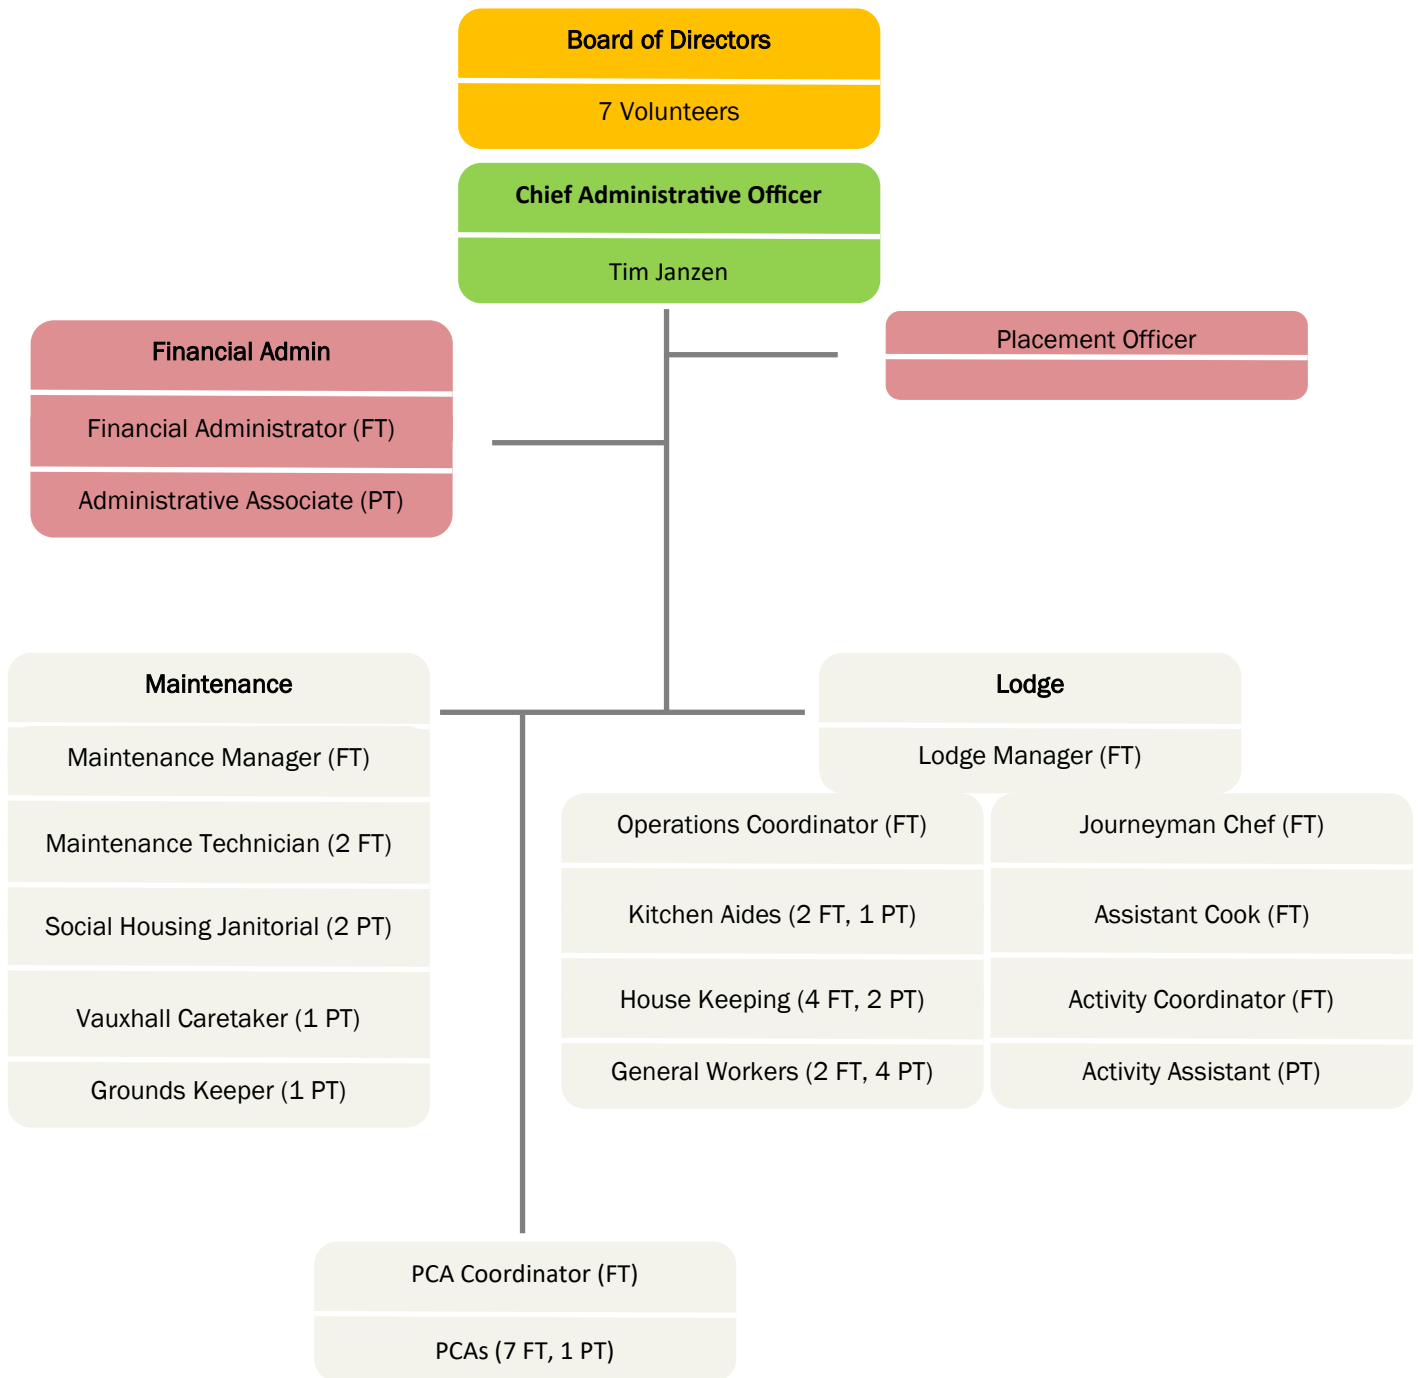 Board of Directors
7 Volunteers
Chief Administrative Officer
Tim Janzen
Financial Admin
Financial Administrator (FT)
Administrative Associate (PT)
Placement Officer
Maintenance
Maintenance Manager (FT)
Maintenance Technician (2 FT)
Social Housing Janitorial (2 PT)
Vauxhall Caretaker (1 PT)
Grounds Keeper (1 PT)
Lodge
Lodge Manager (FT)
Operations Coordinator (FT)
Kitchen Aides (2 FT, 1 PT)
House Keeping (4 FT, 2 PT)
General Workers (2 FT, 4 PT)
Journeyman Chef (FT)
Assistant Cook (FT)
Activity Coordinator (FT)
Activity Assistant (PT)
PCA Coordinator (FT)
PCAs (7 FT, 1 PT)